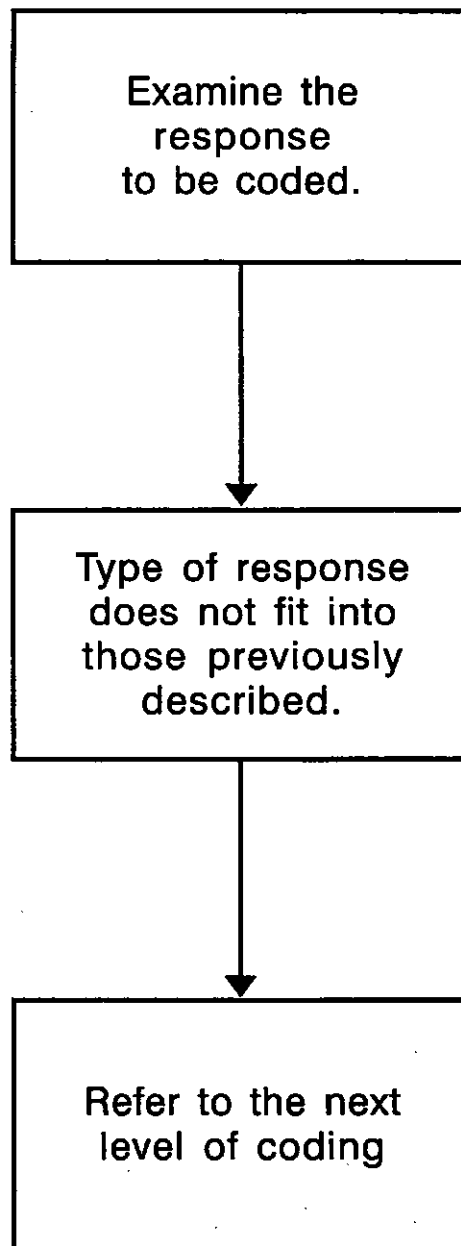 Examine the
response
to be coded.
Type of response
does not fit into
those previously
described.
Refer to the next
level of coding